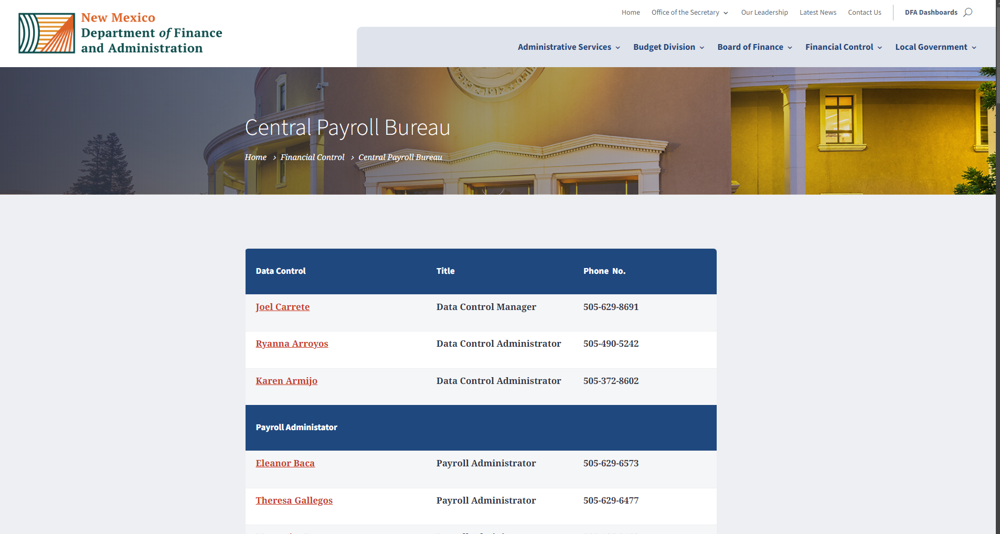 New Mexico
Department of Finance
and Administration
Home Office of the Secretary Our Leadership Latest News Contact Us DFA Dashboards
Administrative Services Budget Division Board of Finance Financial Control Local Government
1912
Central Payroll Bureau
Home › Financial Control › Central Payroll Bureau
Data Control Title Phone No.
Joel Carrete Data Control Manager 505-629-8691
Ryanna Arroyos Data Control Administrator 505-490-5242
Karen Armijo Data Control Administrator 505-372-8602
Payroll Administator
Eleanor Baca Payroll Administrator 505-629-6573
Theresa Gallegos Payroll Administrator 505-629-6477